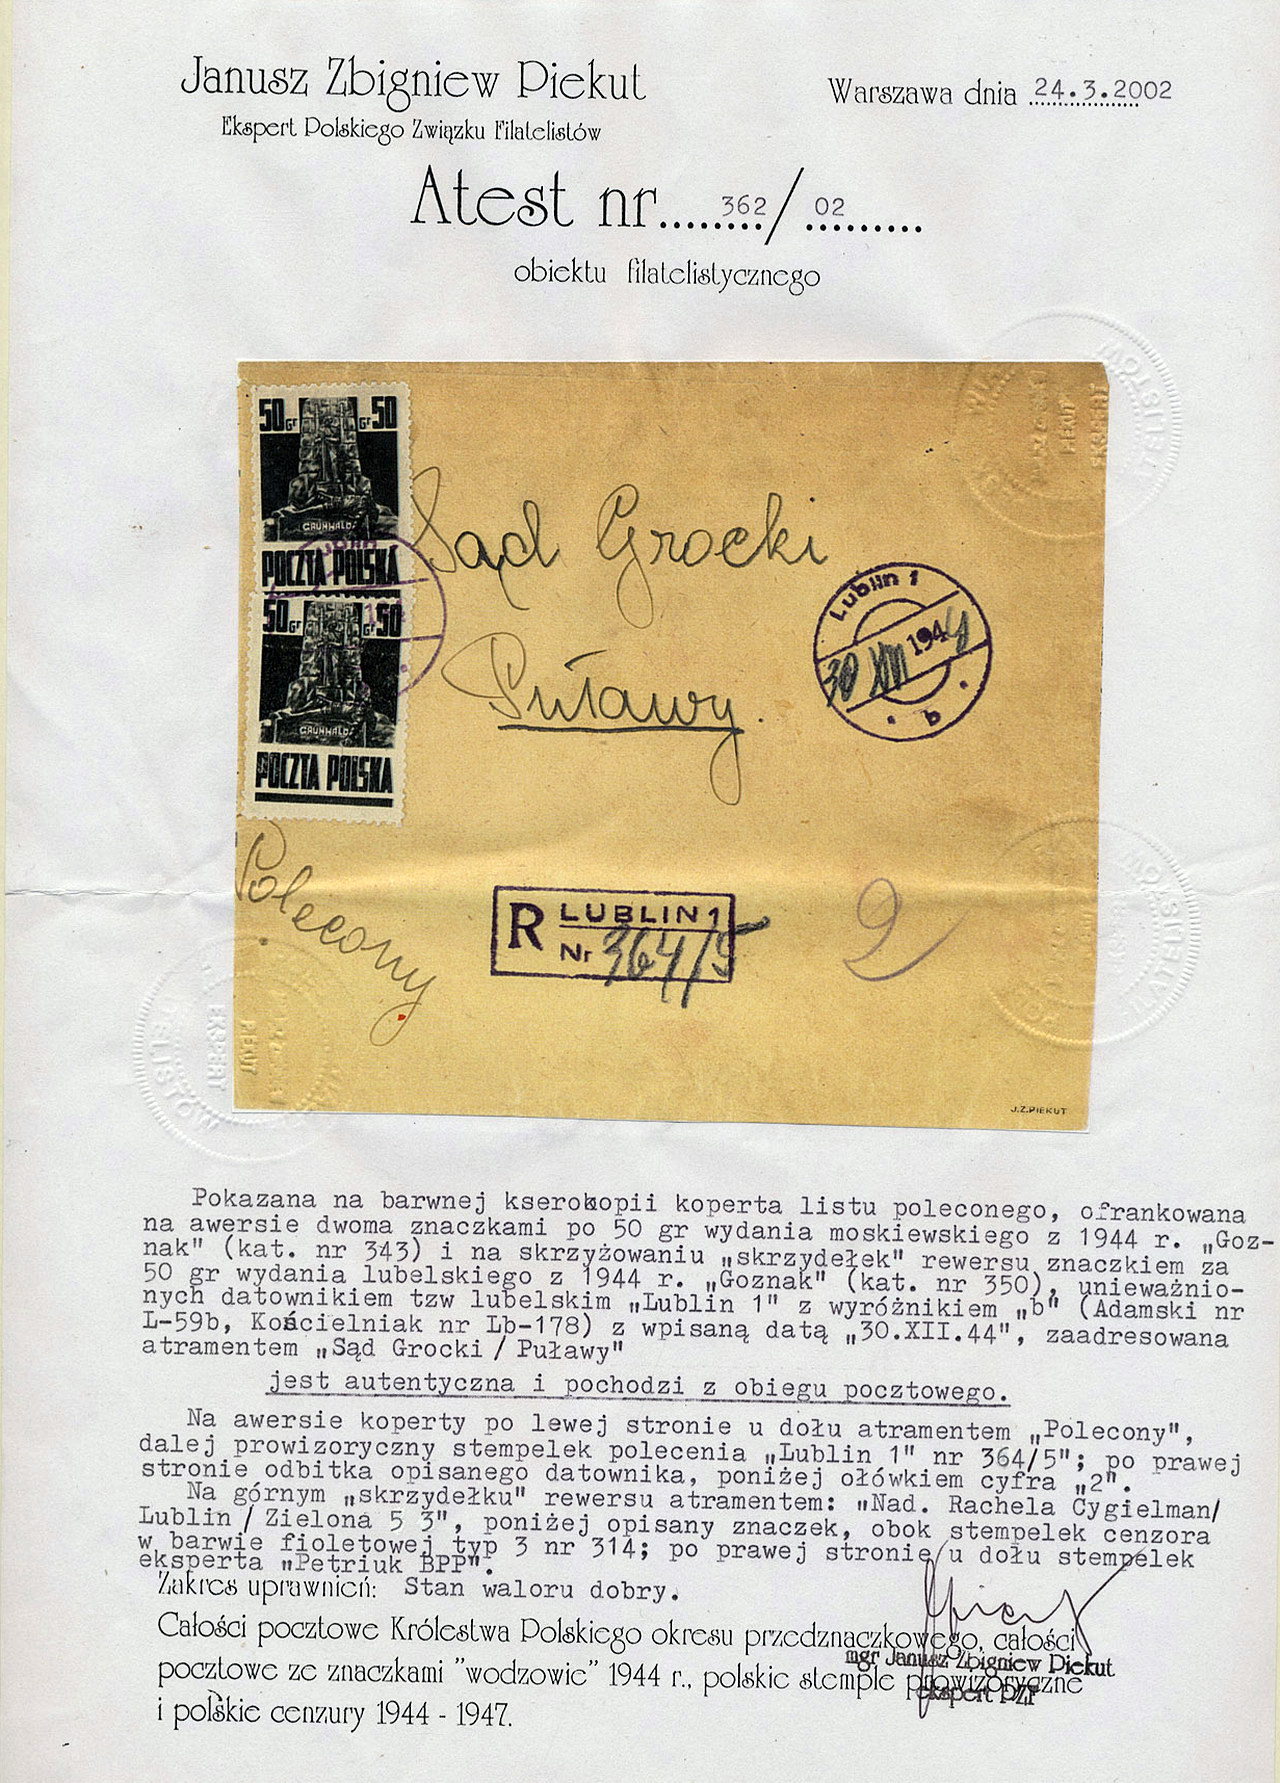 Janusz Zbigniew Piekut
Ekspert Polskiego Związku Filatelistów
Warszawa dnia 24.3.2002
Atest nr 362/02
obiektu filatelistycznego
50 Gr Gr 50
GRUNWALD
POCZTA POLSKA
50 Gr Gr 50
GRUNWALD
POCZTA POLSKA
Sąd Grocki
Puławy.
Lublin 1
30 XII 1944
b
Polecony
R LUBLIN 1
Nr 364/5
2
J.Z.PIEKUT
Pokazana na barwnej kserokopii koperta listu poleconego, ofrankowana
na awersie dwoma znaczkami po 50 gr wydania moskiewskiego z 1944 r. „Goz-
nak" (kat. nr 343) i na skrzyżowaniu „skrzydełek" rewersu znaczkiem za
50 gr wydania lubelskiego z 1944 r. „Goznak" (kat. nr 350), unieważnio-
nych datownikiem tzw lubelskim „Lublin 1" z wyróżnikiem „b" (Adamski nr
L-59b, Kościelniak nr Lb-178) z wpisaną datą „30.XII.44", zaadresowana
atramentem „Sąd Grocki / Puławy"
jest autentyczna i pochodzi z obiegu pocztowego.
Na awersie koperty po lewej stronie u dołu atramentem „Polecony",
dalej prowizoryczny stempelek polecenia „Lublin 1" nr 364/5"; po prawej
stronie odbitka opisanego datownika, poniżej ołówkiem cyfra „2".
Na górnym „skrzydełku" rewersu atramentem: „Nad. Rachela Cygielman/
Lublin / Zielona 5 3", poniżej opisany znaczek, obok stempelek cenzora
w barwie fioletowej typ 3 nr 314; po prawej stronie u dołu stempelek
eksperta „Petriuk BPP".
Zakres uprawnień: Stan waloru dobry.
Całości pocztowe Królestwa Polskiego okresu przedznaczkowego, całości
pocztowe ze znaczkami "wodzowie" 1944 r., polskie stemple prowizoryczne
i polskie cenzury 1944 - 1947.
mgr Janusz Zbigniew Piekut
ekspert PZF